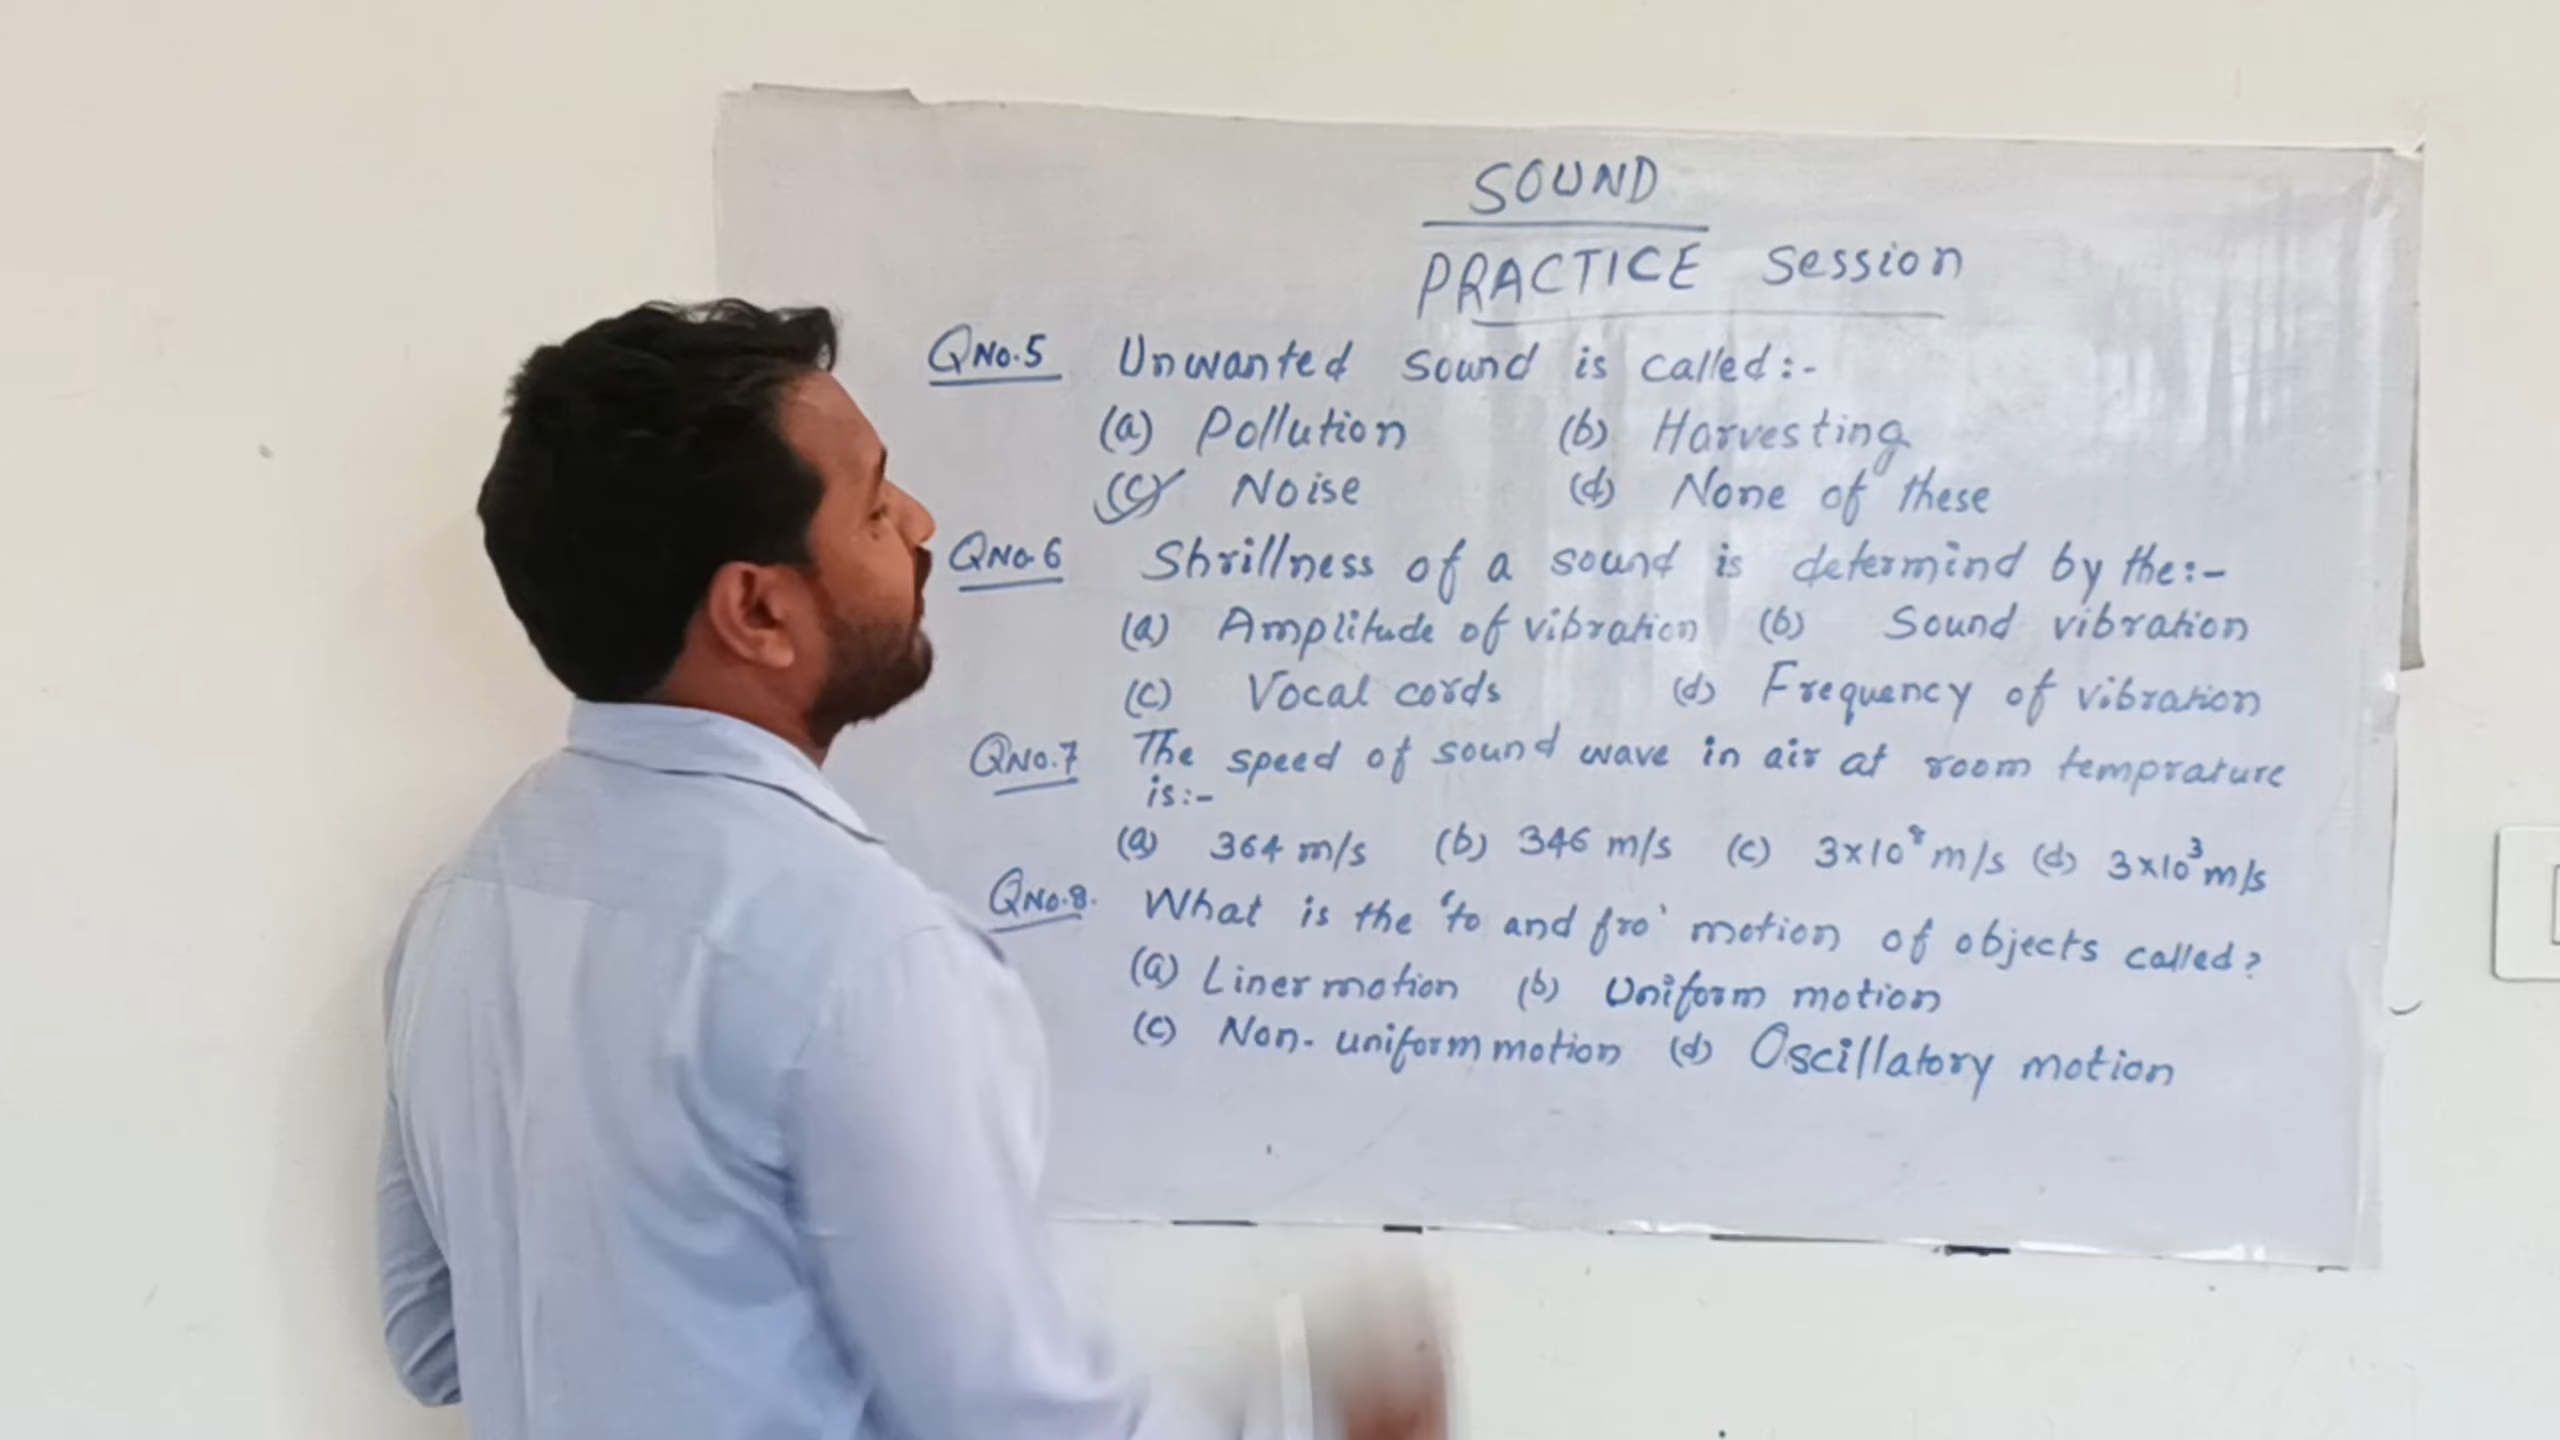 SOUND
PRACTICE Session
QNo.5 Unwanted sound is called:-
(a) Pollution (b) Harvesting
(c) Noise (d) None of these
QNo.6 Shrillness of a sound is determind by the:-
(a) Amplitude of vibration (b) Sound vibration
(c) Vocal cords (d) Frequency of vibration
QNo.7 The speed of sound wave in air at room temprature
is:-
(a) 364 m/s (b) 346 m/s (c) 3x10⁸ m/s (d) 3x10³ m/s
QNo.8. What is the 'to and fro' motion of objects called?
(a) Liner motion (b) Uniform motion
(c) Non-uniform motion (d) Oscillatory motion